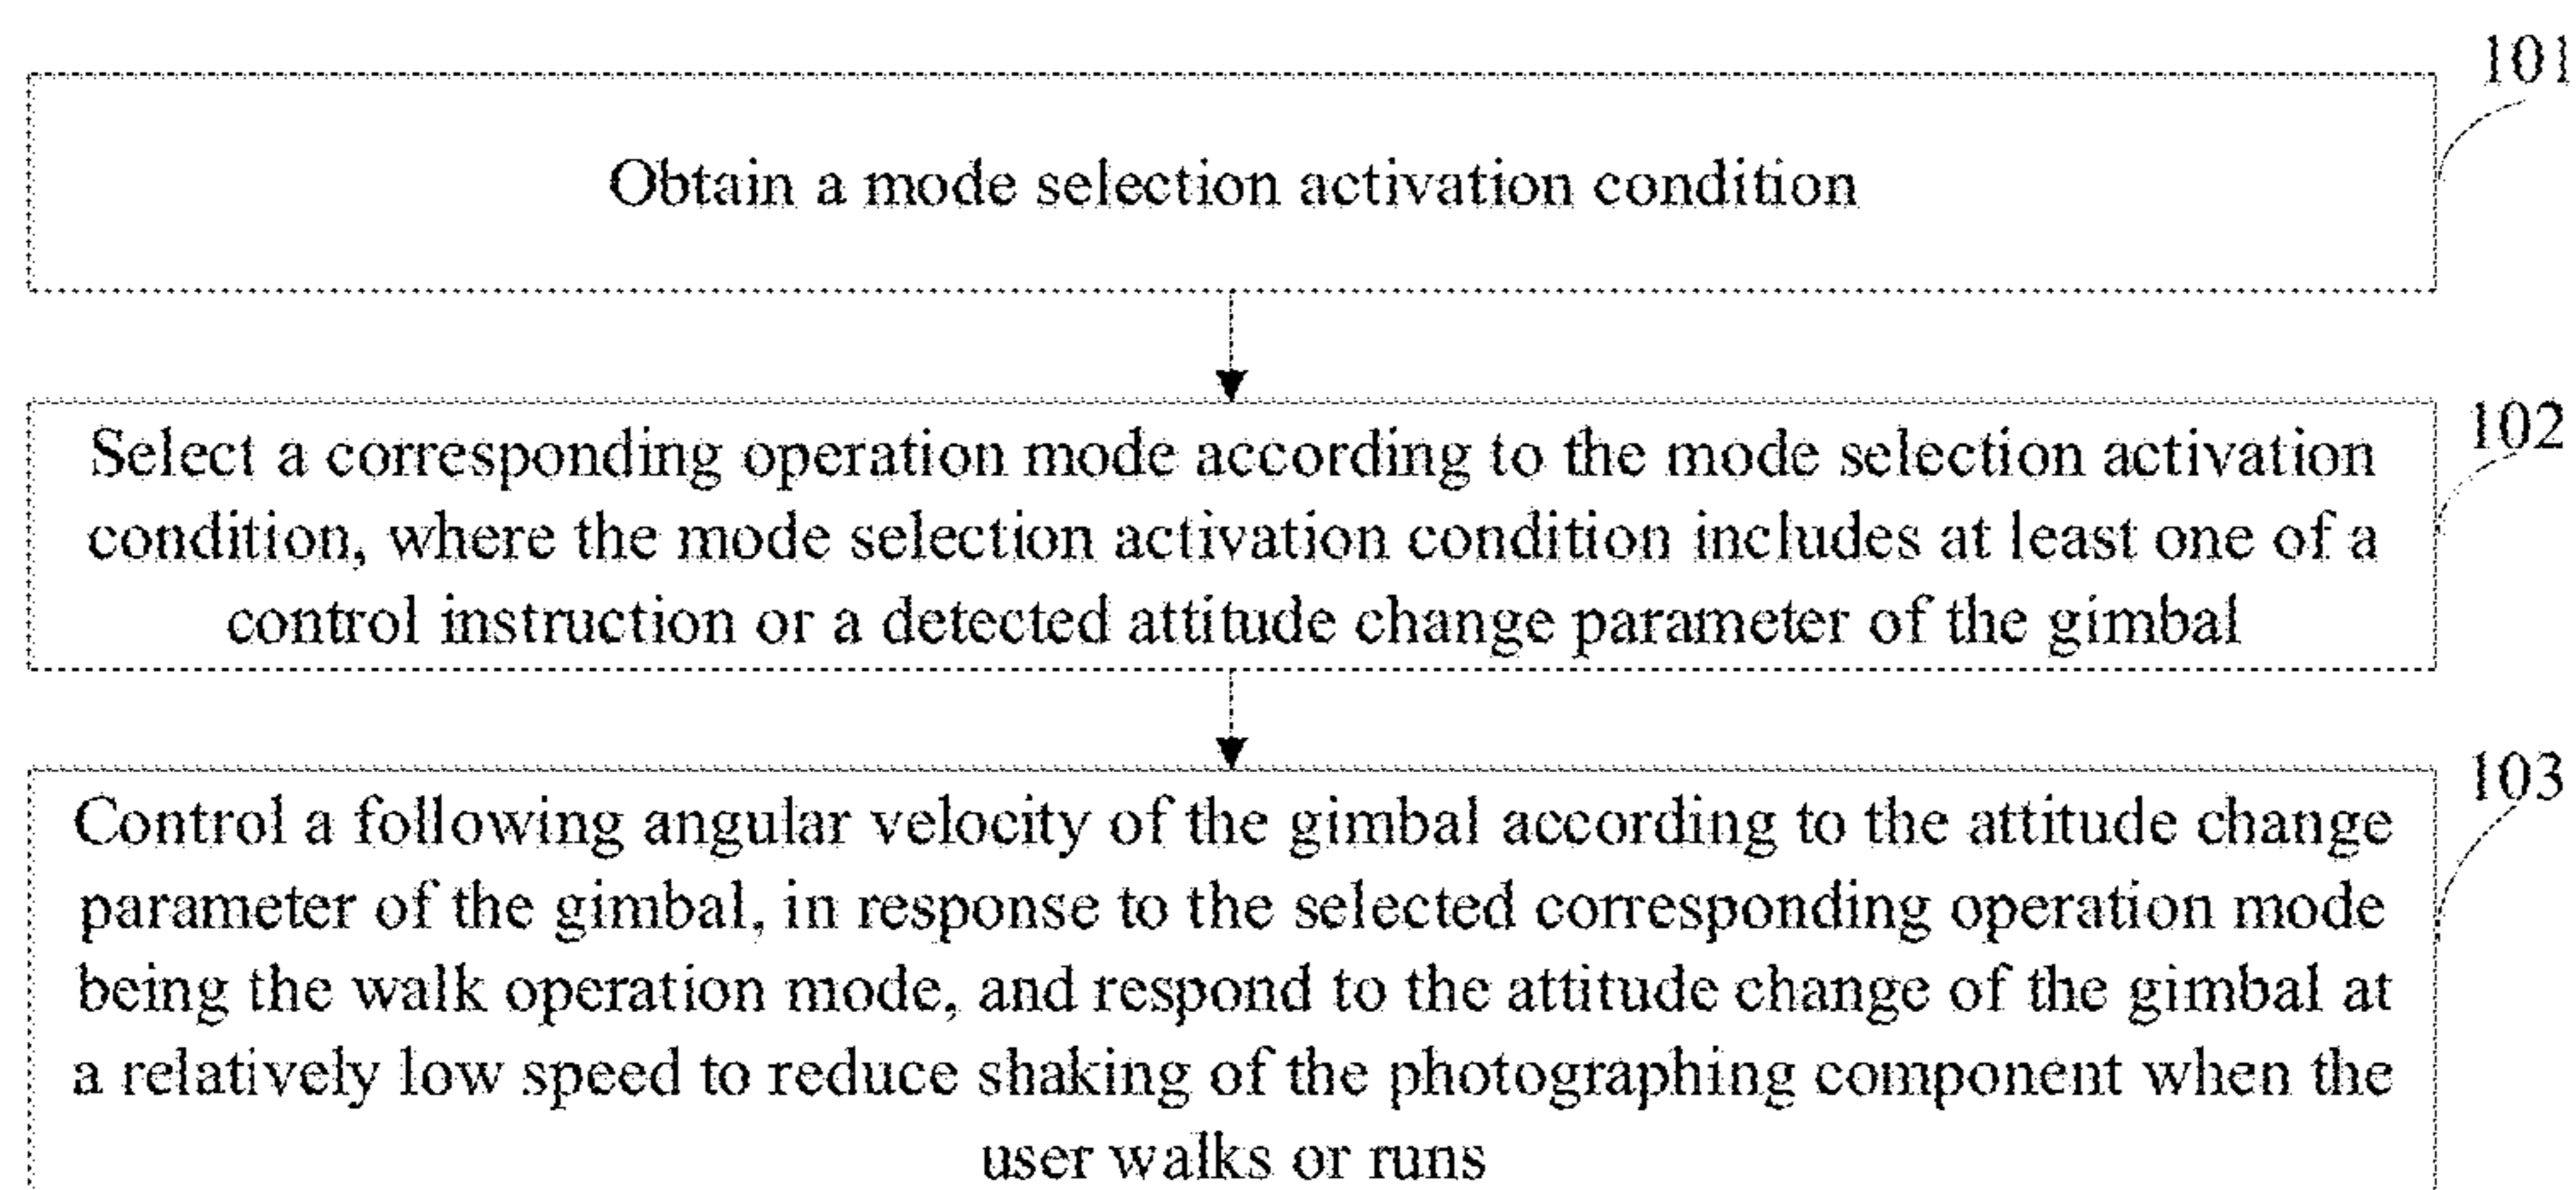 101
Obtain a mode selection activation condition
102
Select a corresponding operation mode according to the mode selection activation
condition, where the mode selection activation condition includes at least one of a
control instruction or a detected attitude change parameter of the gimbal
103
Control a following angular velocity of the gimbal according to the attitude change
parameter of the gimbal, in response to the selected corresponding operation mode
being the walk operation mode, and respond to the attitude change of the gimbal at
a relatively low speed to reduce shaking of the photographing component when the
user walks or runs